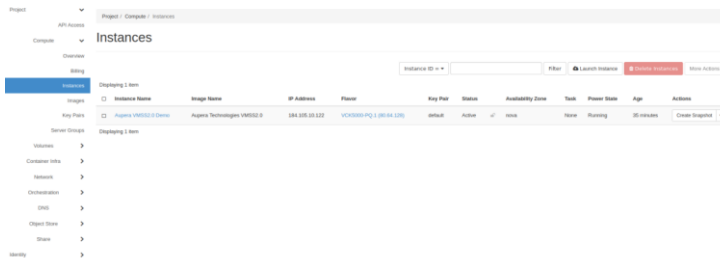 Project
API Access
Compute
Overview
Billing
Instances
Images
Key Pairs
Server Groups
Volumes
Container Infra
Network
Orchestration
DNS
Object Store
Share
Identity
Project / Compute / Instances
Instances
Instance ID = ▾ Filter Launch Instance Delete Instances More Actions
Displaying 1 item
Instance Name Image Name IP Address Flavor Key Pair Status Availability Zone Task Power State Age Actions
Aupera VMSS2.0 Demo Aupera Technologies VMSS2.0 184.105.10.122 default Active nova None Running 35 minutes Create Snapshot
Displaying 1 item